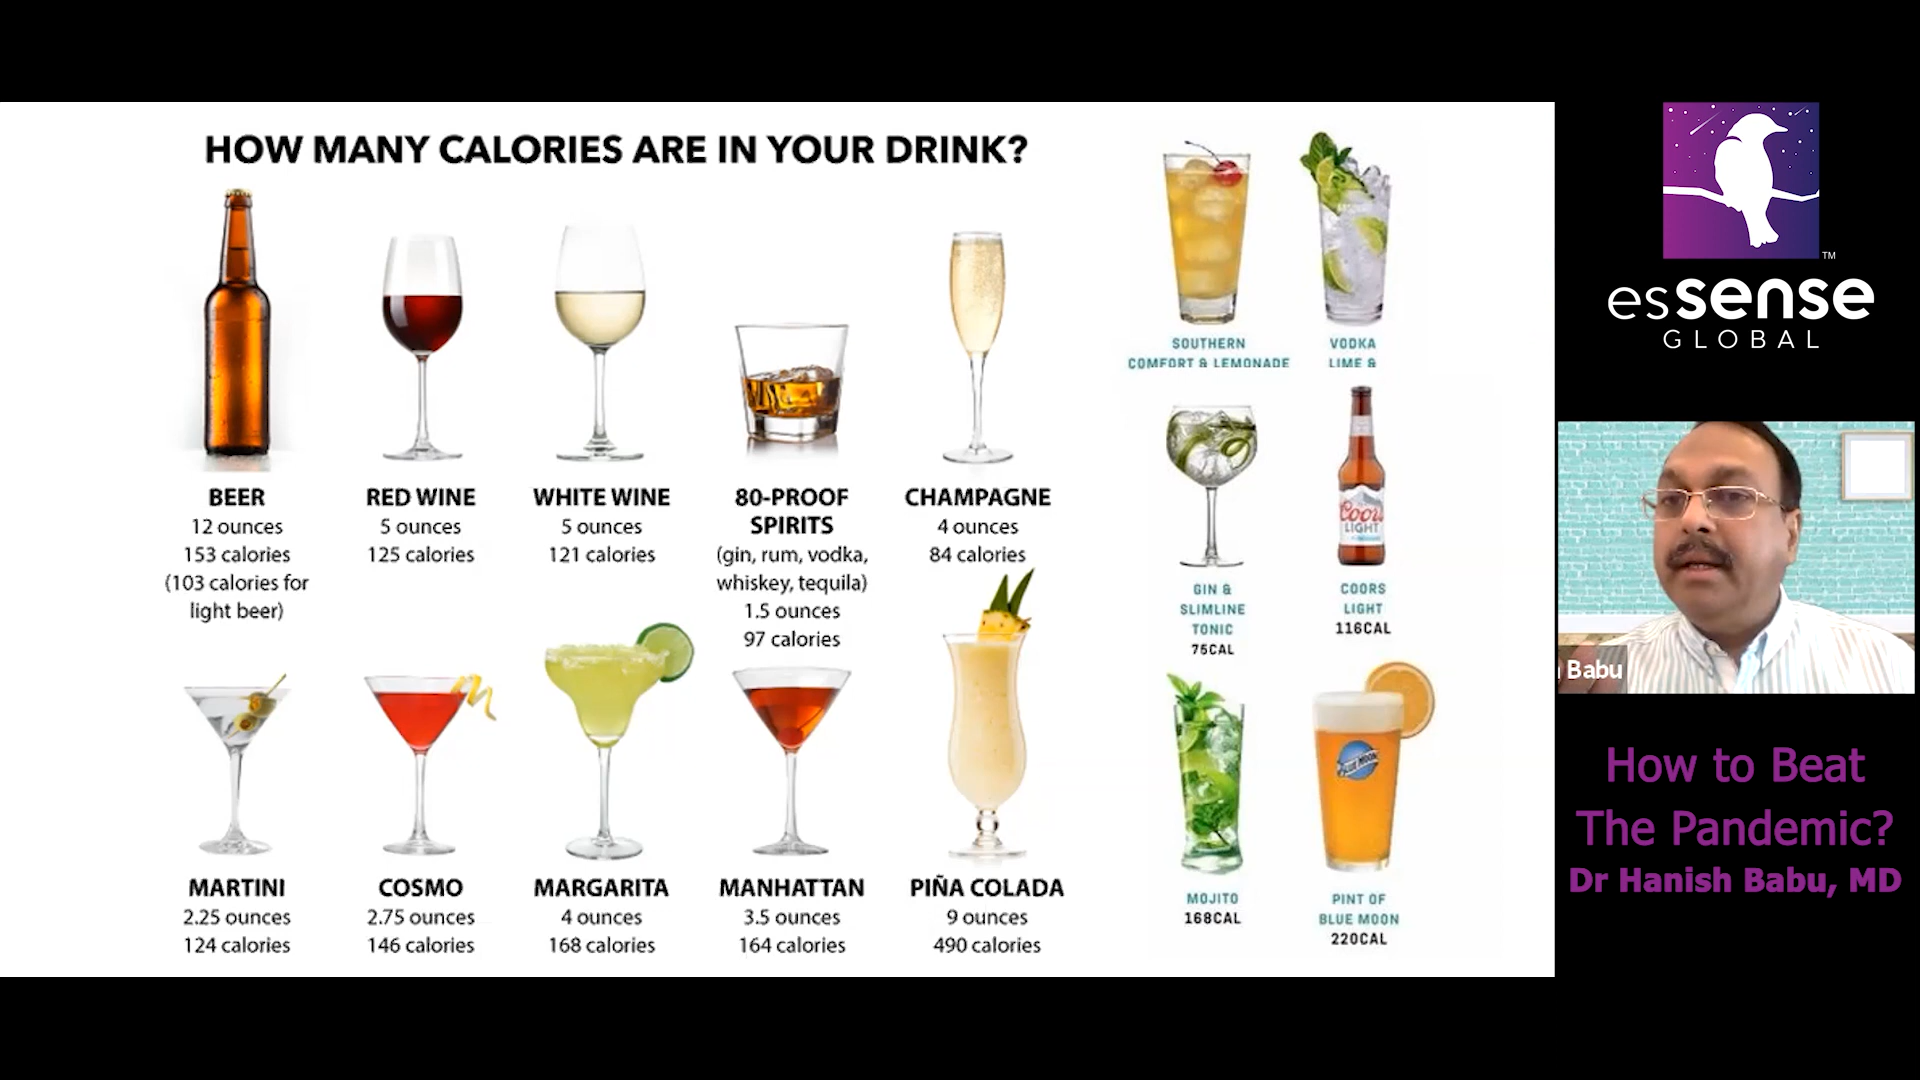 HOW MANY CALORIES ARE IN YOUR DRINK?
BEER
12 ounces
153 calories
(103 calories for
light beer)
RED WINE
5 ounces
125 calories
WHITE WINE
5 ounces
121 calories
80-PROOF
SPIRITS
(gin, rum, vodka,
whiskey, tequila)
1.5 ounces
97 calories
CHAMPAGNE
4 ounces
84 calories
MARTINI
2.25 ounces
124 calories
COSMO
2.75 ounces
146 calories
MARGARITA
4 ounces
168 calories
MANHATTAN
3.5 ounces
164 calories
PIÑA COLADA
9 ounces
490 calories
SOUTHERN
COMFORT & LEMONADE
VODKA
LIME &
GIN &
SLIMLINE
TONIC
75CAL
Coors
LIGHT
COORS
LIGHT
116CAL
MOJITO
168CAL
BLUE MOON
PINT OF
BLUE MOON
220CAL
TM
esSense
GLOBAL
Babu
How to Beat
The Pandemic?
Dr Hanish Babu, MD